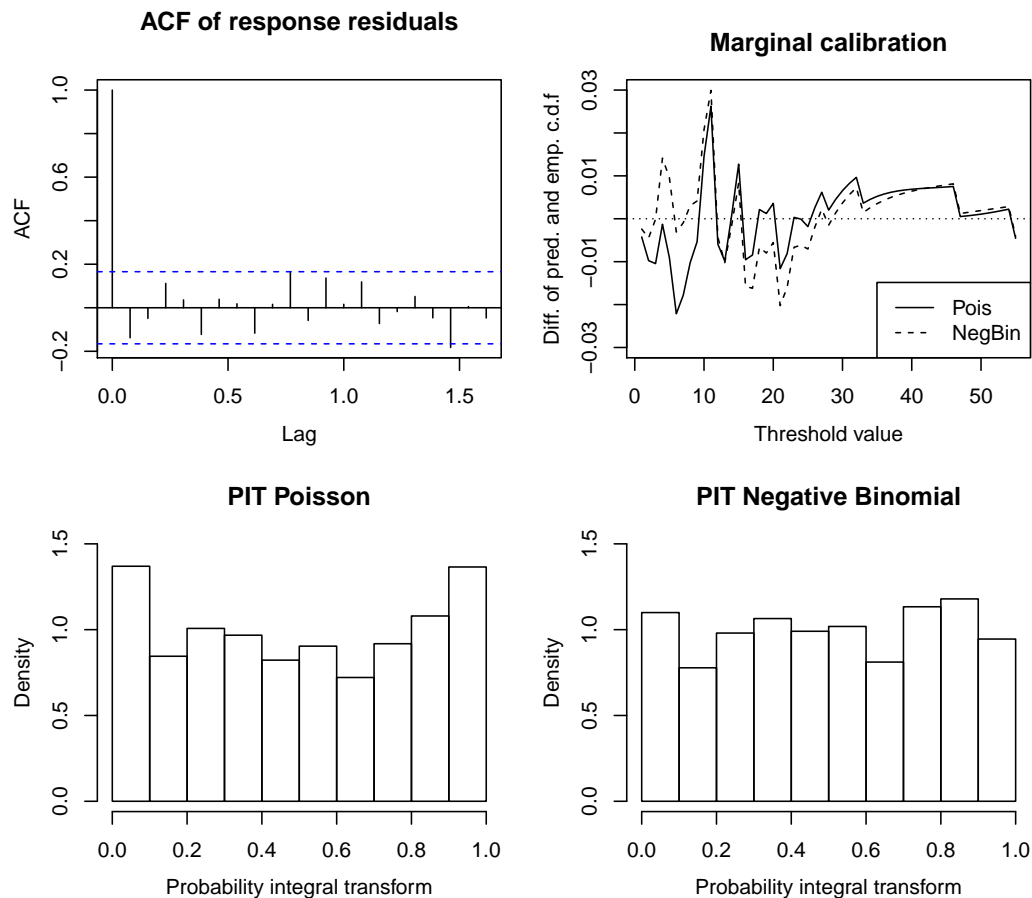 ACF of response residuals
1.0
0.6
0.2
−0.2
ACF
0.0 0.5 1.0 1.5
Lag
Marginal calibration
0.03
0.01
−0.01
−0.03
Diff. of pred. and emp. c.d.f
Pois
NegBin
0 10 20 30 40 50
Threshold value
PIT Poisson
1.5
1.0
0.5
0.0
Density
0.0 0.2 0.4 0.6 0.8 1.0
Probability integral transform
PIT Negative Binomial
1.5
1.0
0.5
0.0
Density
0.0 0.2 0.4 0.6 0.8 1.0
Probability integral transform